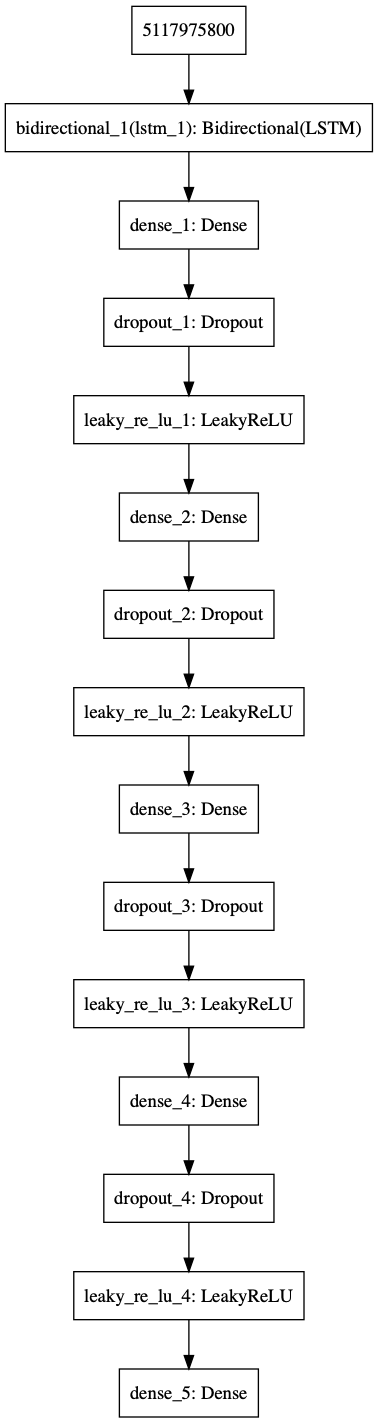 5117975800
bidirectional_1(lstm_1): Bidirectional(LSTM)
dense_1: Dense
dropout_1: Dropout
leaky_re_lu_1: LeakyReLU
dense_2: Dense
dropout_2: Dropout
leaky_re_lu_2: LeakyReLU
dense_3: Dense
dropout_3: Dropout
leaky_re_lu_3: LeakyReLU
dense_4: Dense
dropout_4: Dropout
leaky_re_lu_4: LeakyReLU
dense_5: Dense